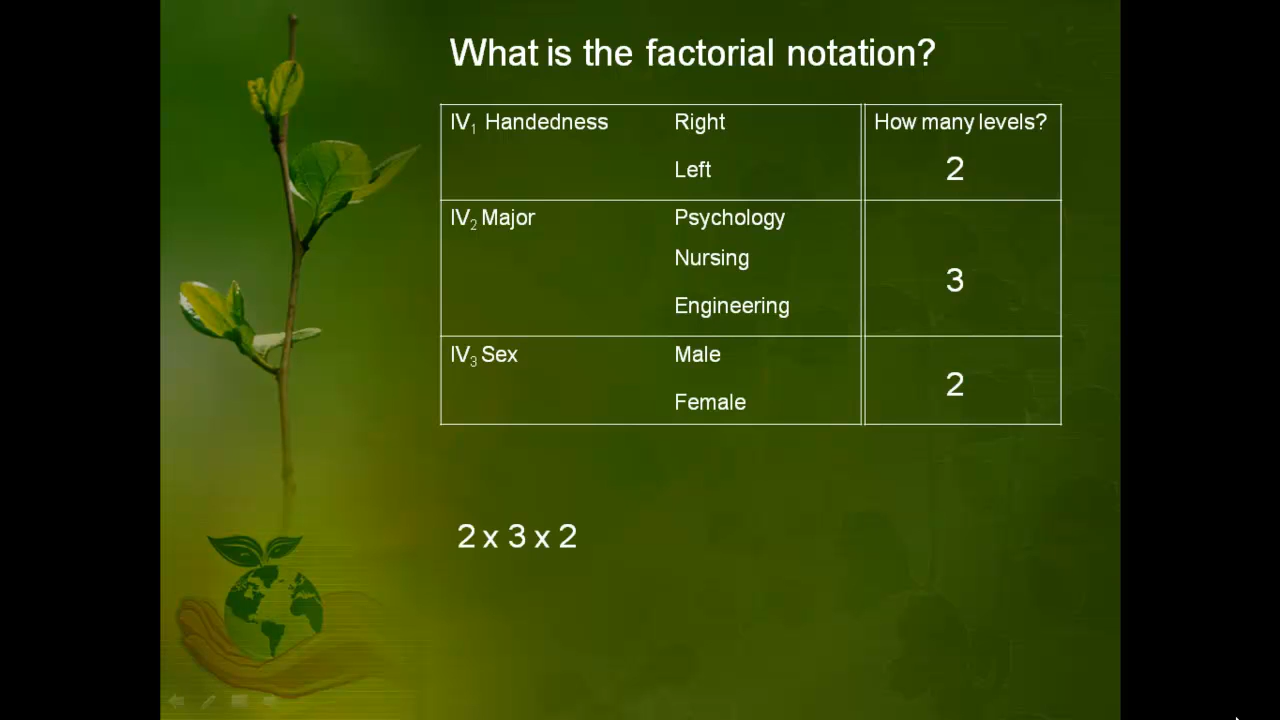 What is the factorial notation?
IV1 Handedness Right How many levels?
Left 2
IV2 Major Psychology
Nursing
3
Engineering
IV3 Sex Male
2
Female
2 x 3 x 2